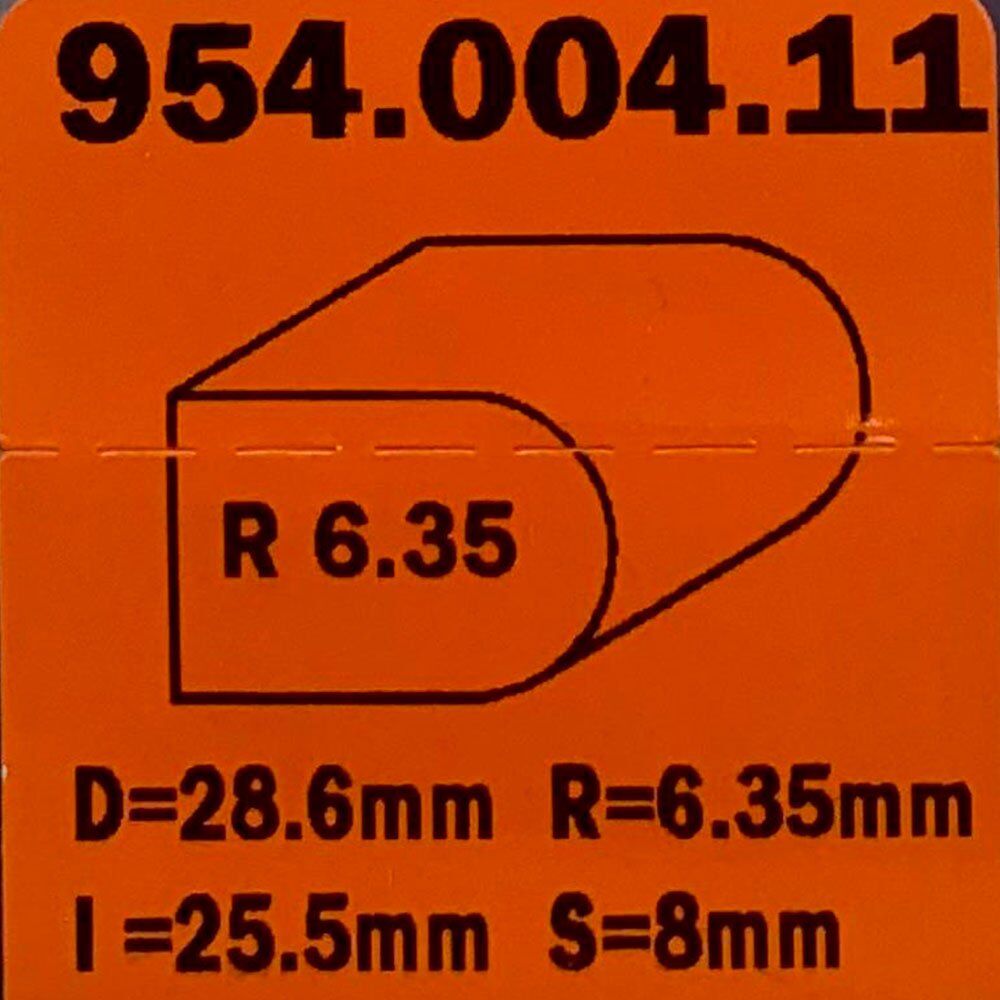 954.004.11
R 6.35
D=28.6mm R=6.35mm
I =25.5mm S=8mm